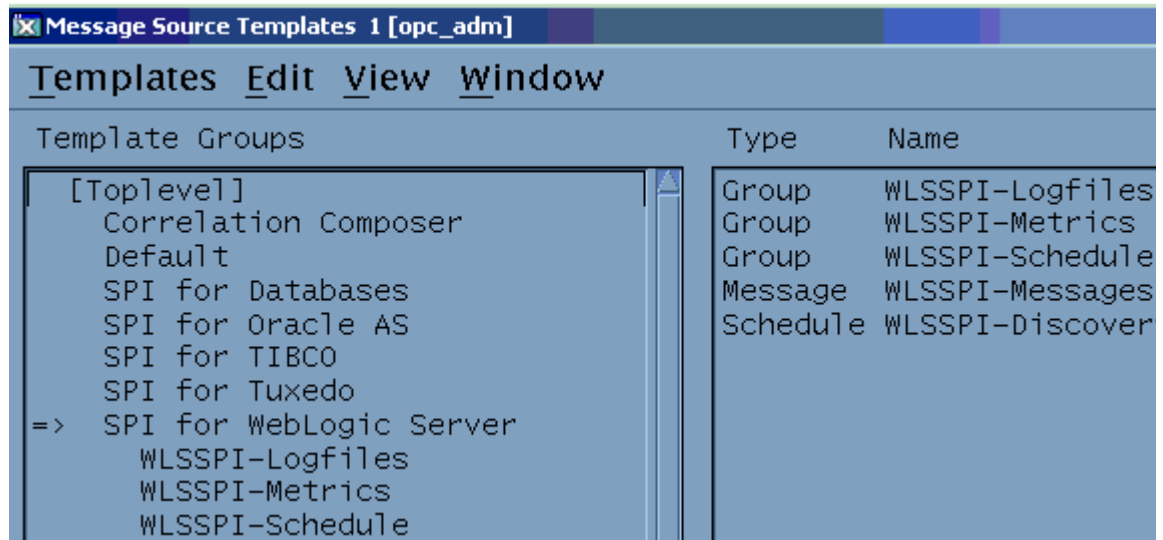 Message Source Templates 1 [opc_adm]
Templates Edit View Window
Template Groups
[Toplevel]
Correlation Composer
Default
SPI for Databases
SPI for Oracle AS
SPI for TIBCO
SPI for Tuxedo
=> SPI for WebLogic Server
WLSSPI-Logfiles
WLSSPI-Metrics
WLSSPI-Schedule
Type Name
Group WLSSPI-Logfiles
Group WLSSPI-Metrics
Group WLSSPI-Schedule
Message WLSSPI-Messages
Schedule WLSSPI-Discover